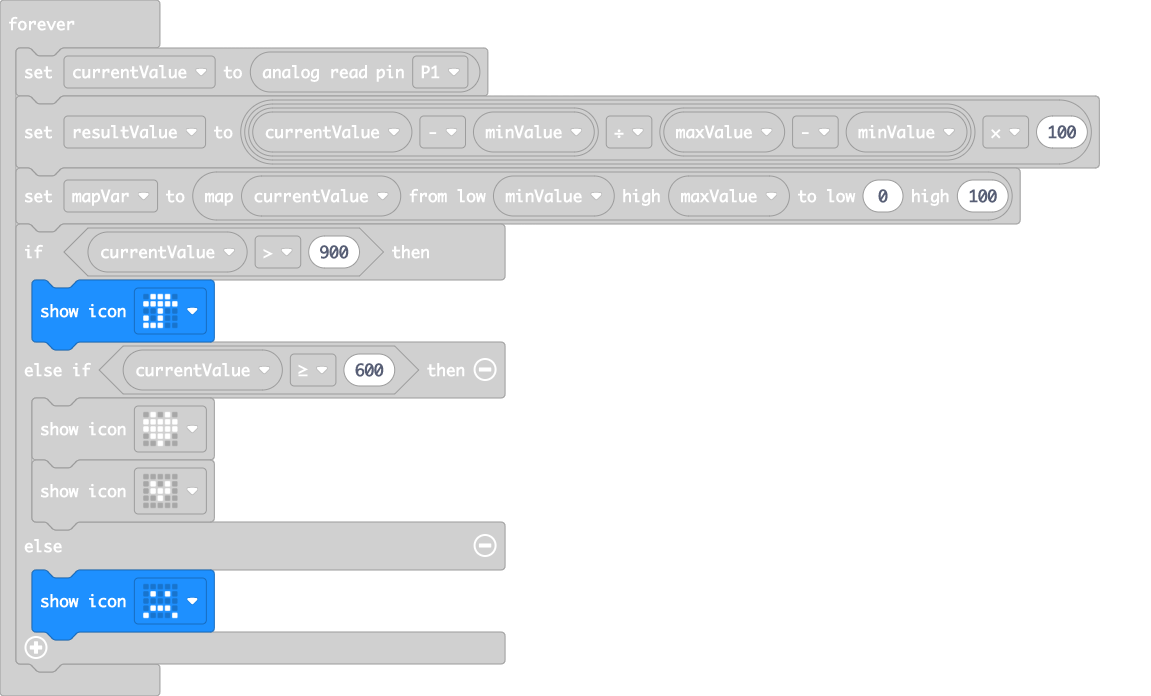 forever
set currentValue to analog read pin P1
set resultValue to currentValue - minValue ÷ maxValue - minValue × 100
set mapVar to map currentValue from low minValue high maxValue to low 0 high 100
if currentValue > 900 then
show icon
else if currentValue ≥ 600 then
show icon
show icon
else
show icon